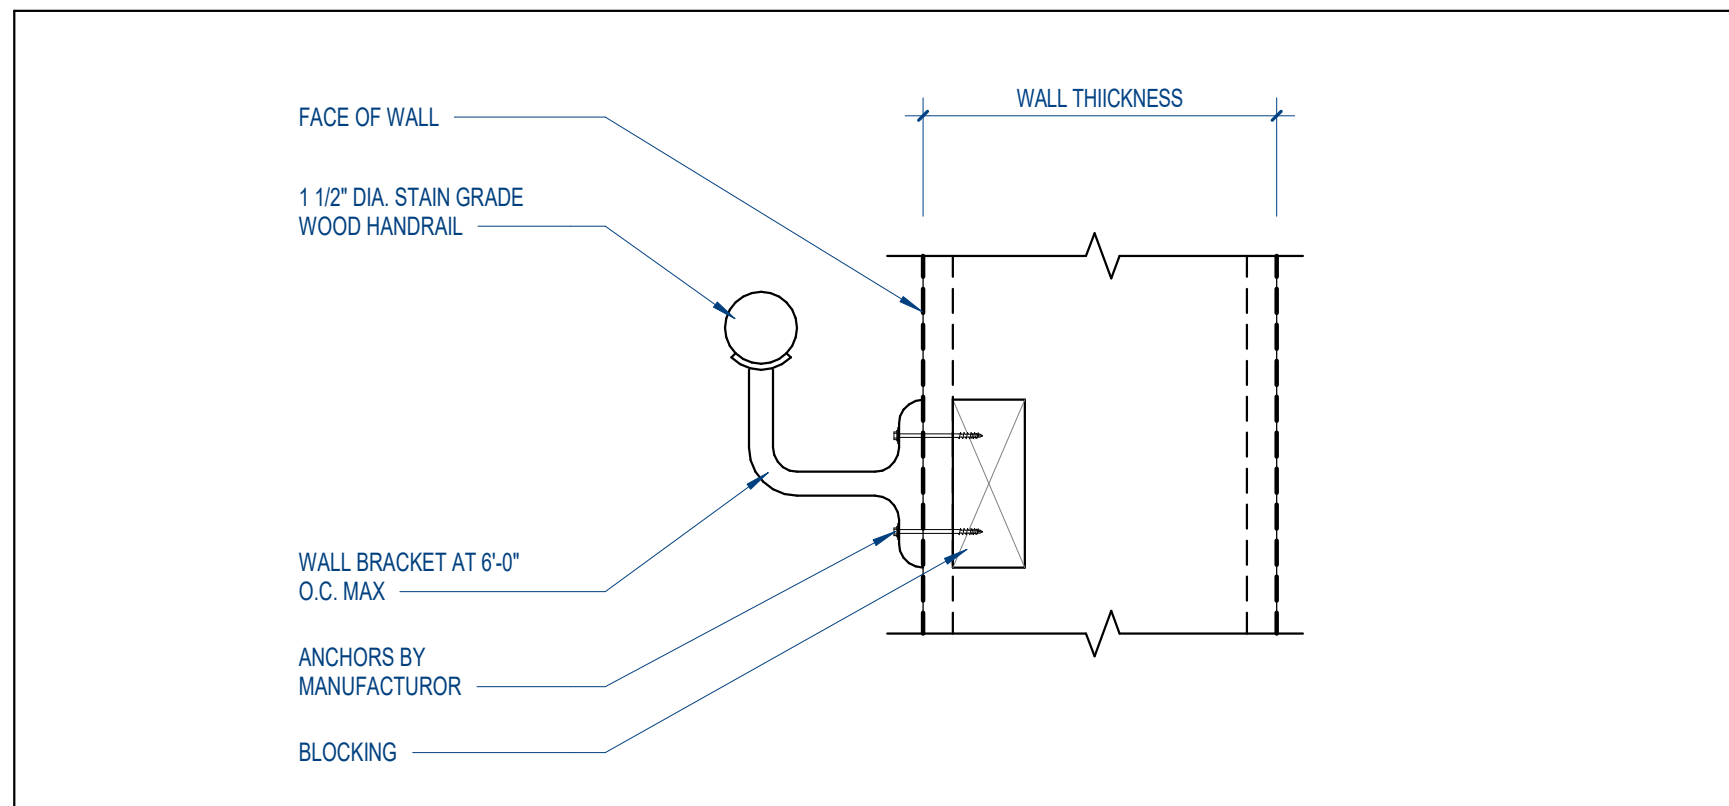 WALL THIICKNESS
FACE OF WALL
1 1/2" DIA. STAIN GRADE
WOOD HANDRAIL
WALL BRACKET AT 6'-0"
O.C. MAX
ANCHORS BY
MANUFACTUROR
BLOCKING